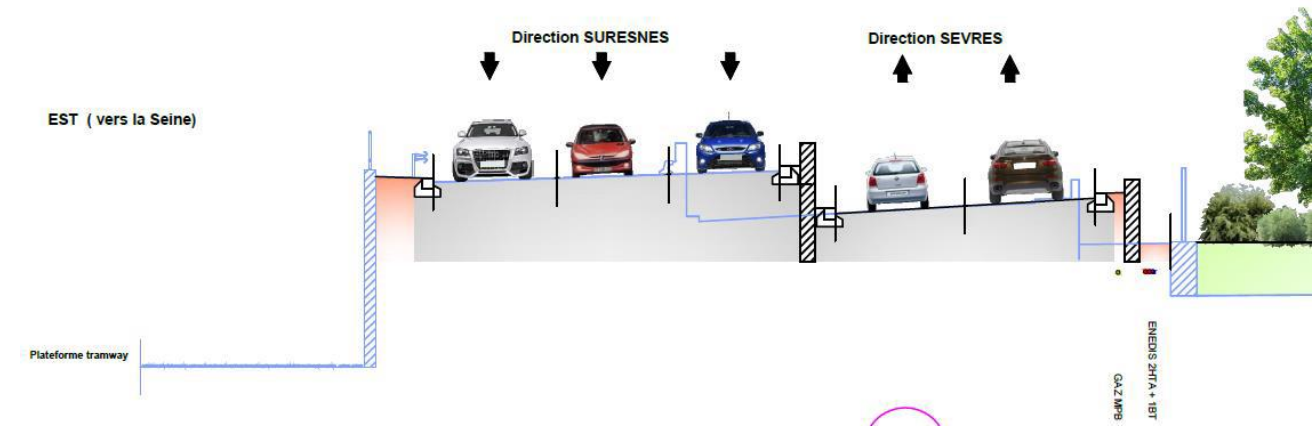 Direction SURESNES
Direction SEVRES
EST ( vers la Seine)
Plateforme tramway
GAZ MPB
ENEDIS 2HTA + 1BT